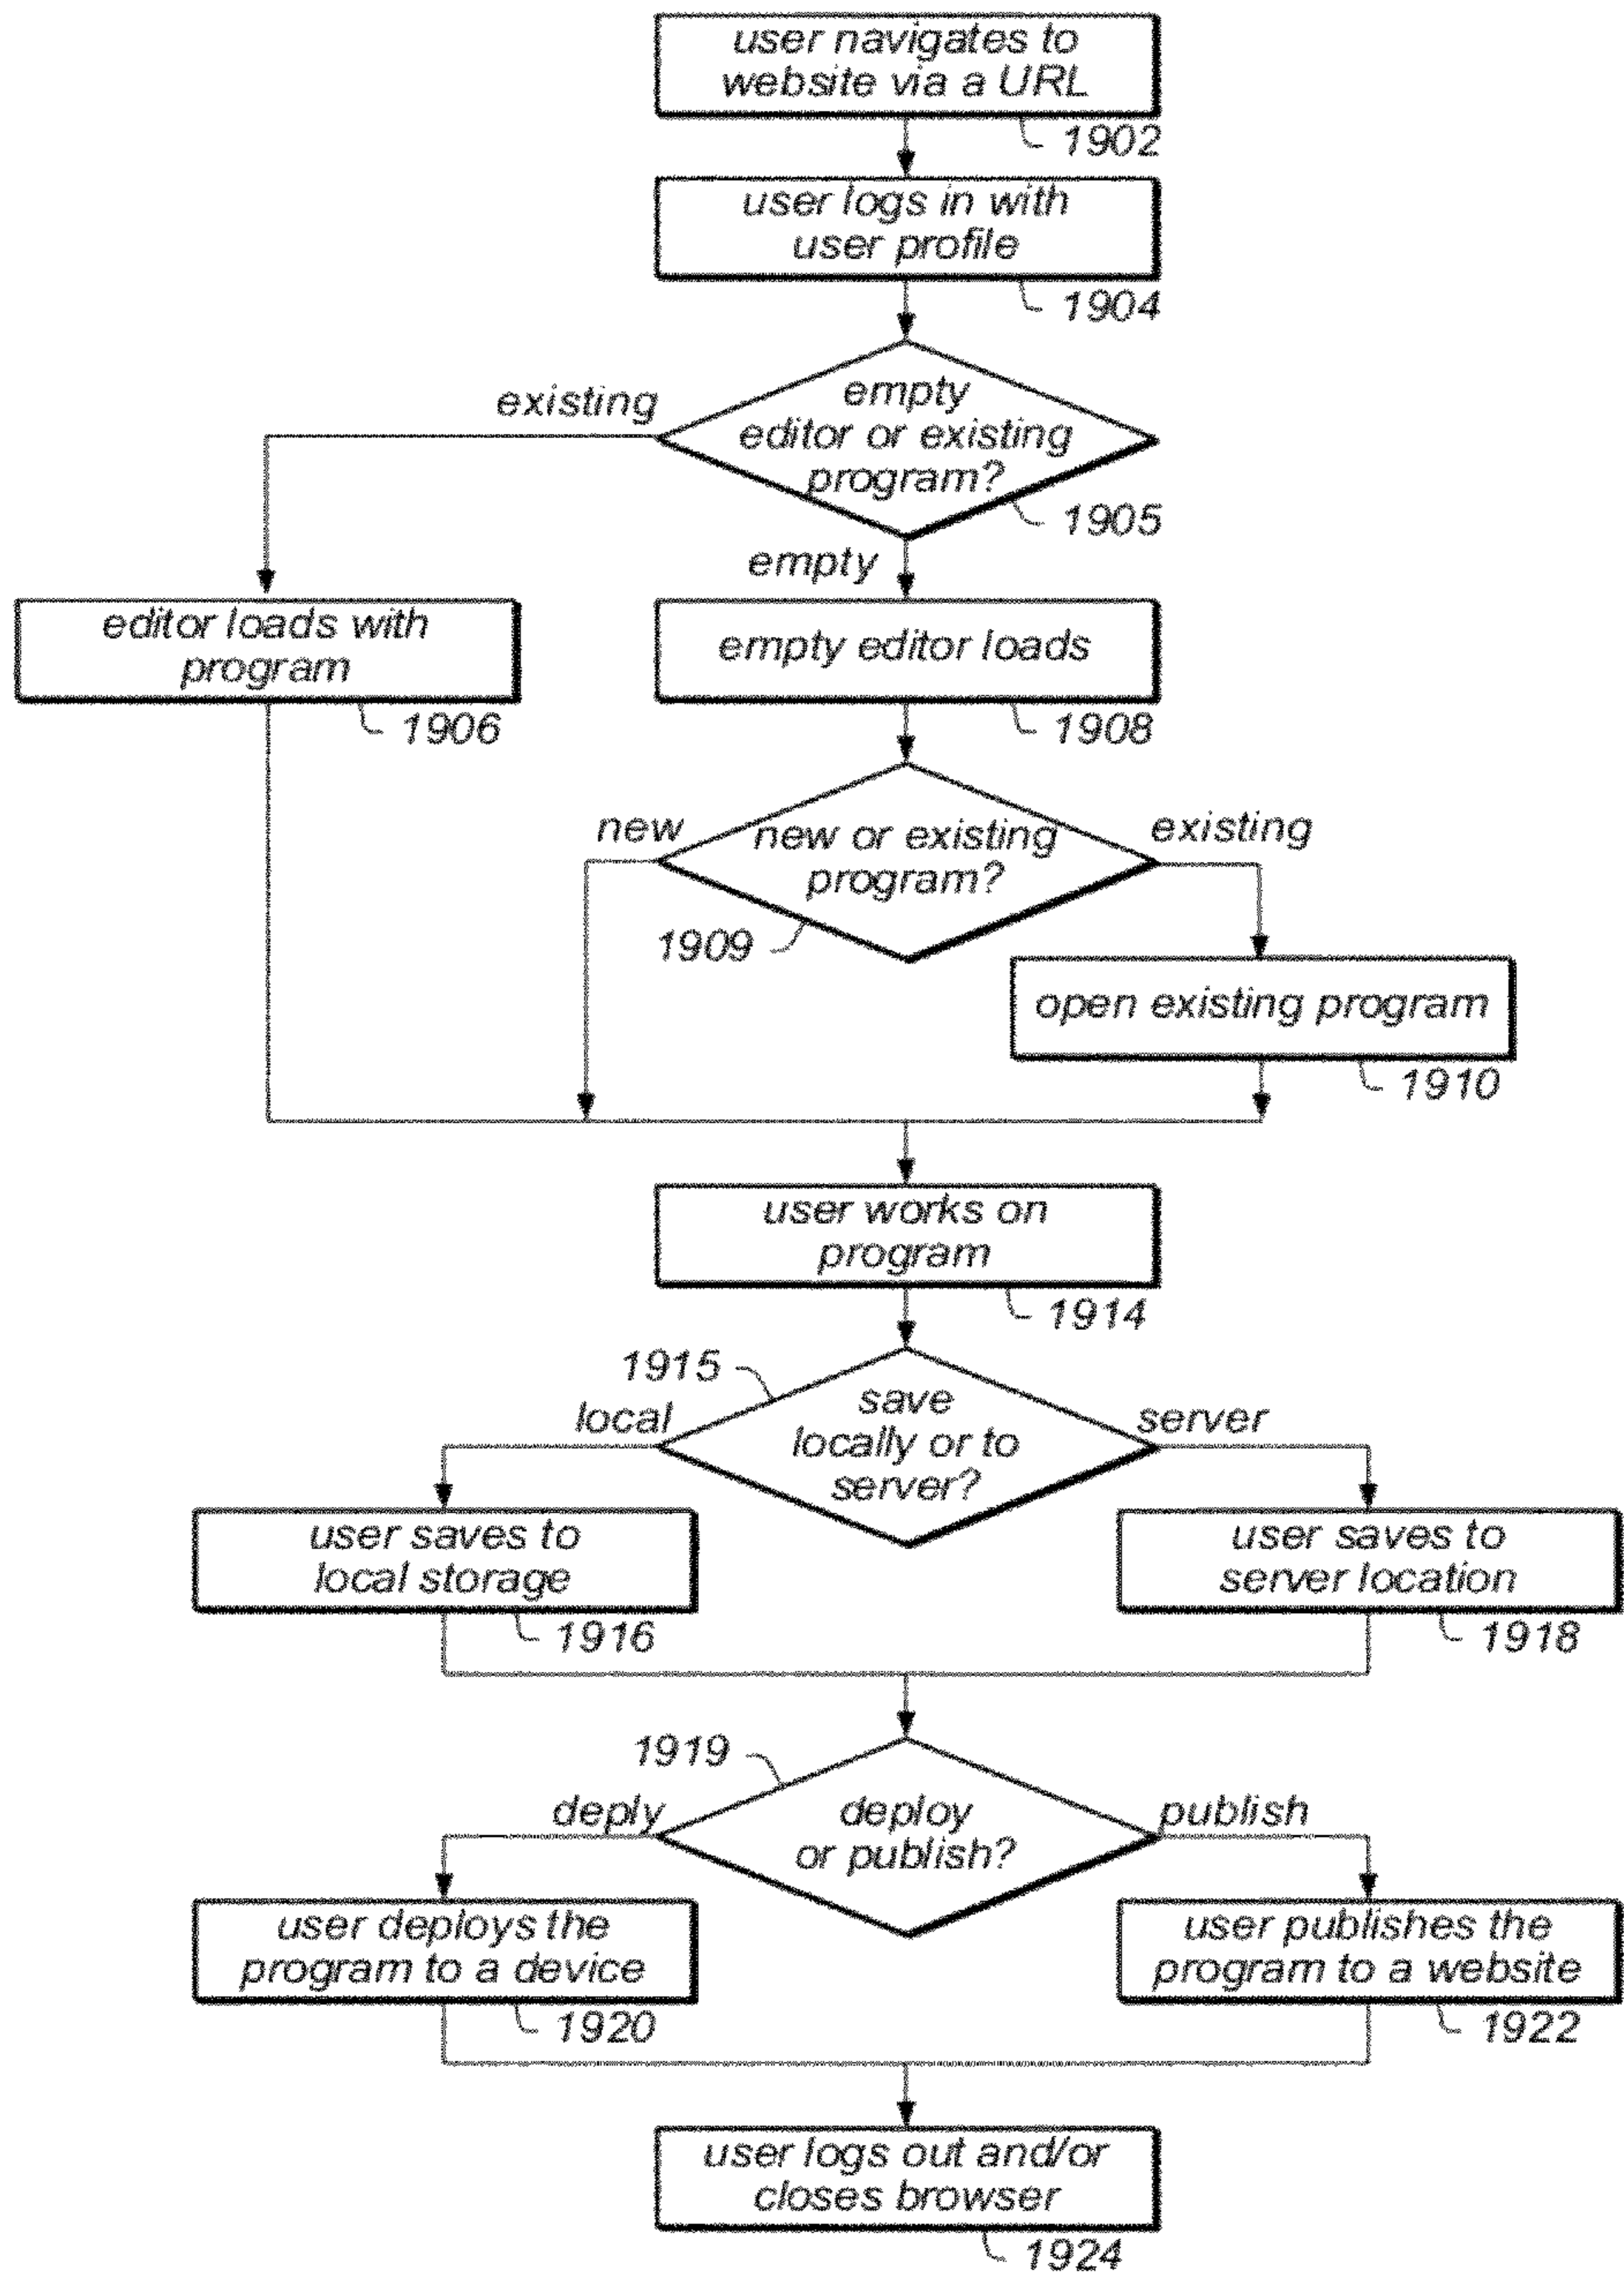 user navigates to
website via a URL
1902
user logs in with
user profile
1904
existing
empty
editor or existing
program?
1905
empty
editor loads with
program
1906
empty editor loads
1908
new
new or existing
program?
existing
1909
open existing program
1910
user works on
program
1914
1915
local
save
locally or to
server?
server
user saves to
local storage
1916
user saves to
server location
1918
1919
deply
deploy
or publish?
publish
user deploys the
program to a device
1920
user publishes the
program to a website
1922
user logs out and/or
closes browser
1924